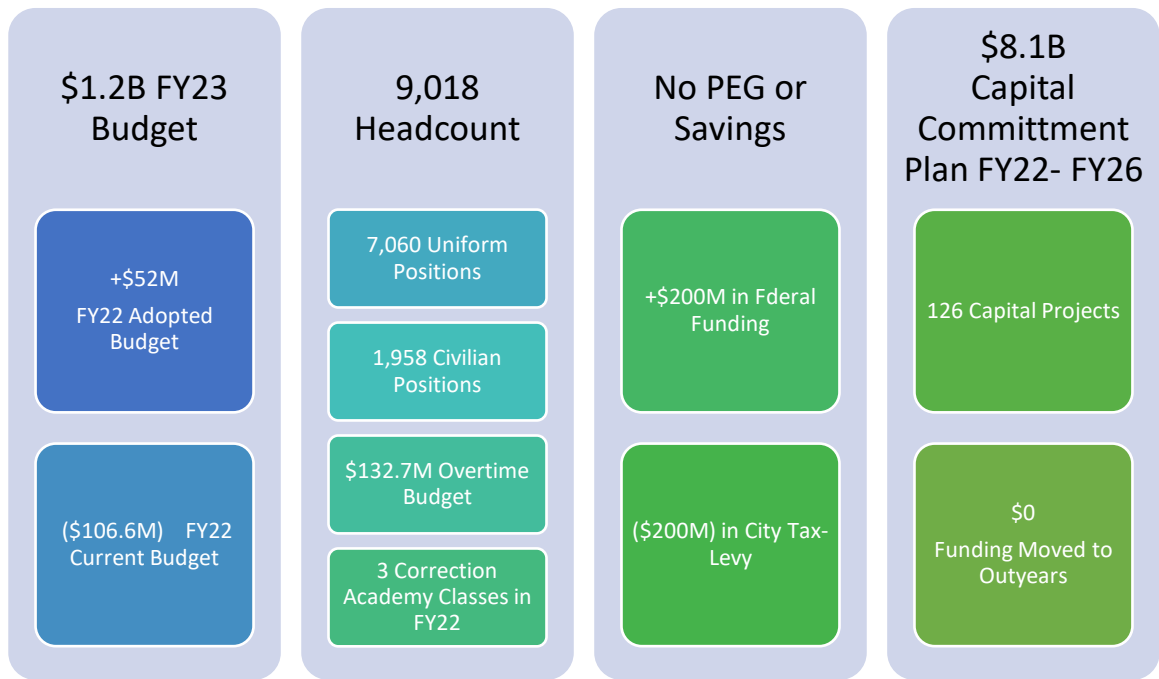 $1.2B FY23
Budget
+$52M
FY22 Adopted
Budget
($106.6M) FY22
Current Budget
9,018
Headcount
7,060 Uniform
Positions
1,958 Civilian
Positions
$132.7M Overtime
Budget
3 Correction
Academy Classes in
FY22
No PEG or
Savings
+$200M in Fderal
Funding
($200M) in City Tax-
Levy
$8.1B
Capital
Committment
Plan FY22- FY26
126 Capital Projects
$0
Funding Moved to
Outyears